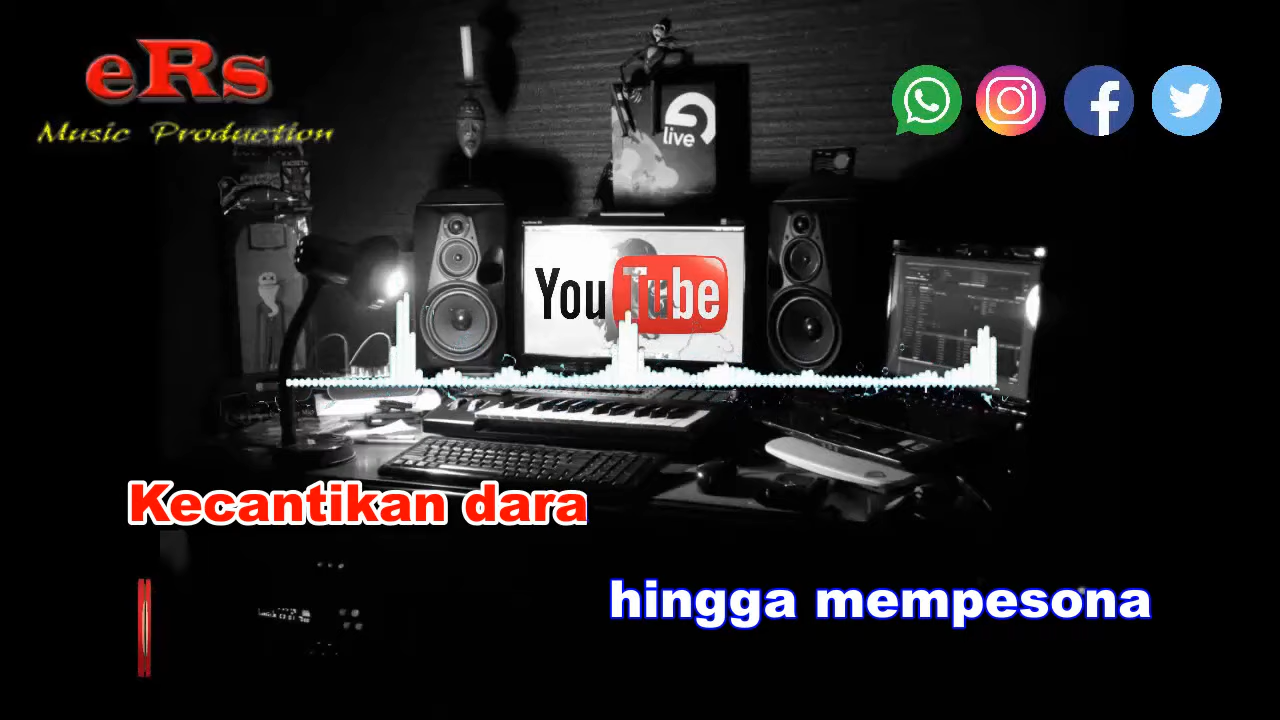 eRs
Music Production
live
YouTube
Kecantikan dara
hingga mempesona